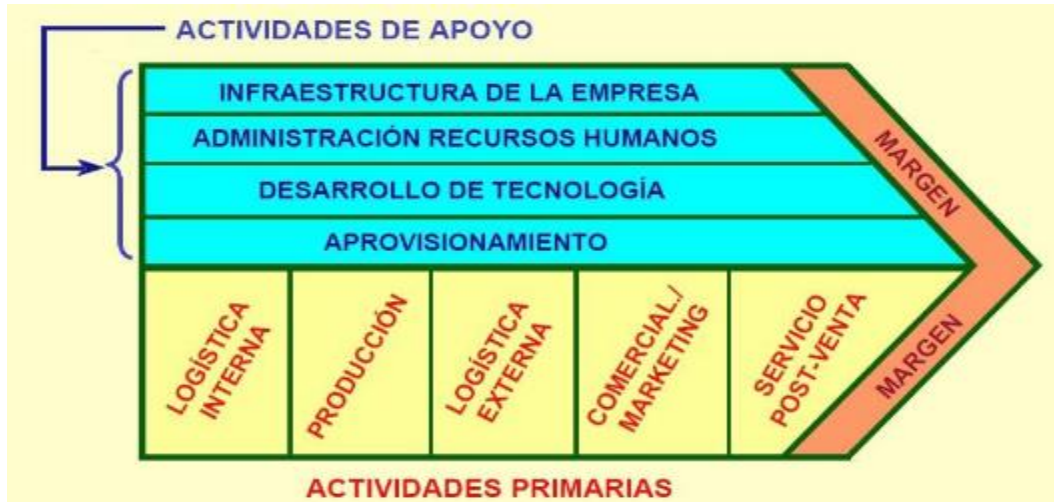 ACTIVIDADES DE APOYO
INFRAESTRUCTURA DE LA EMPRESA
ADMINISTRACIÓN RECURSOS HUMANOS
DESARROLLO DE TECNOLOGÍA
APROVISIONAMIENTO
MARGEN
LOGÍSTICA
INTERNA
PRODUCCIÓN
LOGÍSTICA
EXTERNA
COMERCIAL./
MARKETING
SERVICIO
POST-VENTA
MARGEN
ACTIVIDADES PRIMARIAS